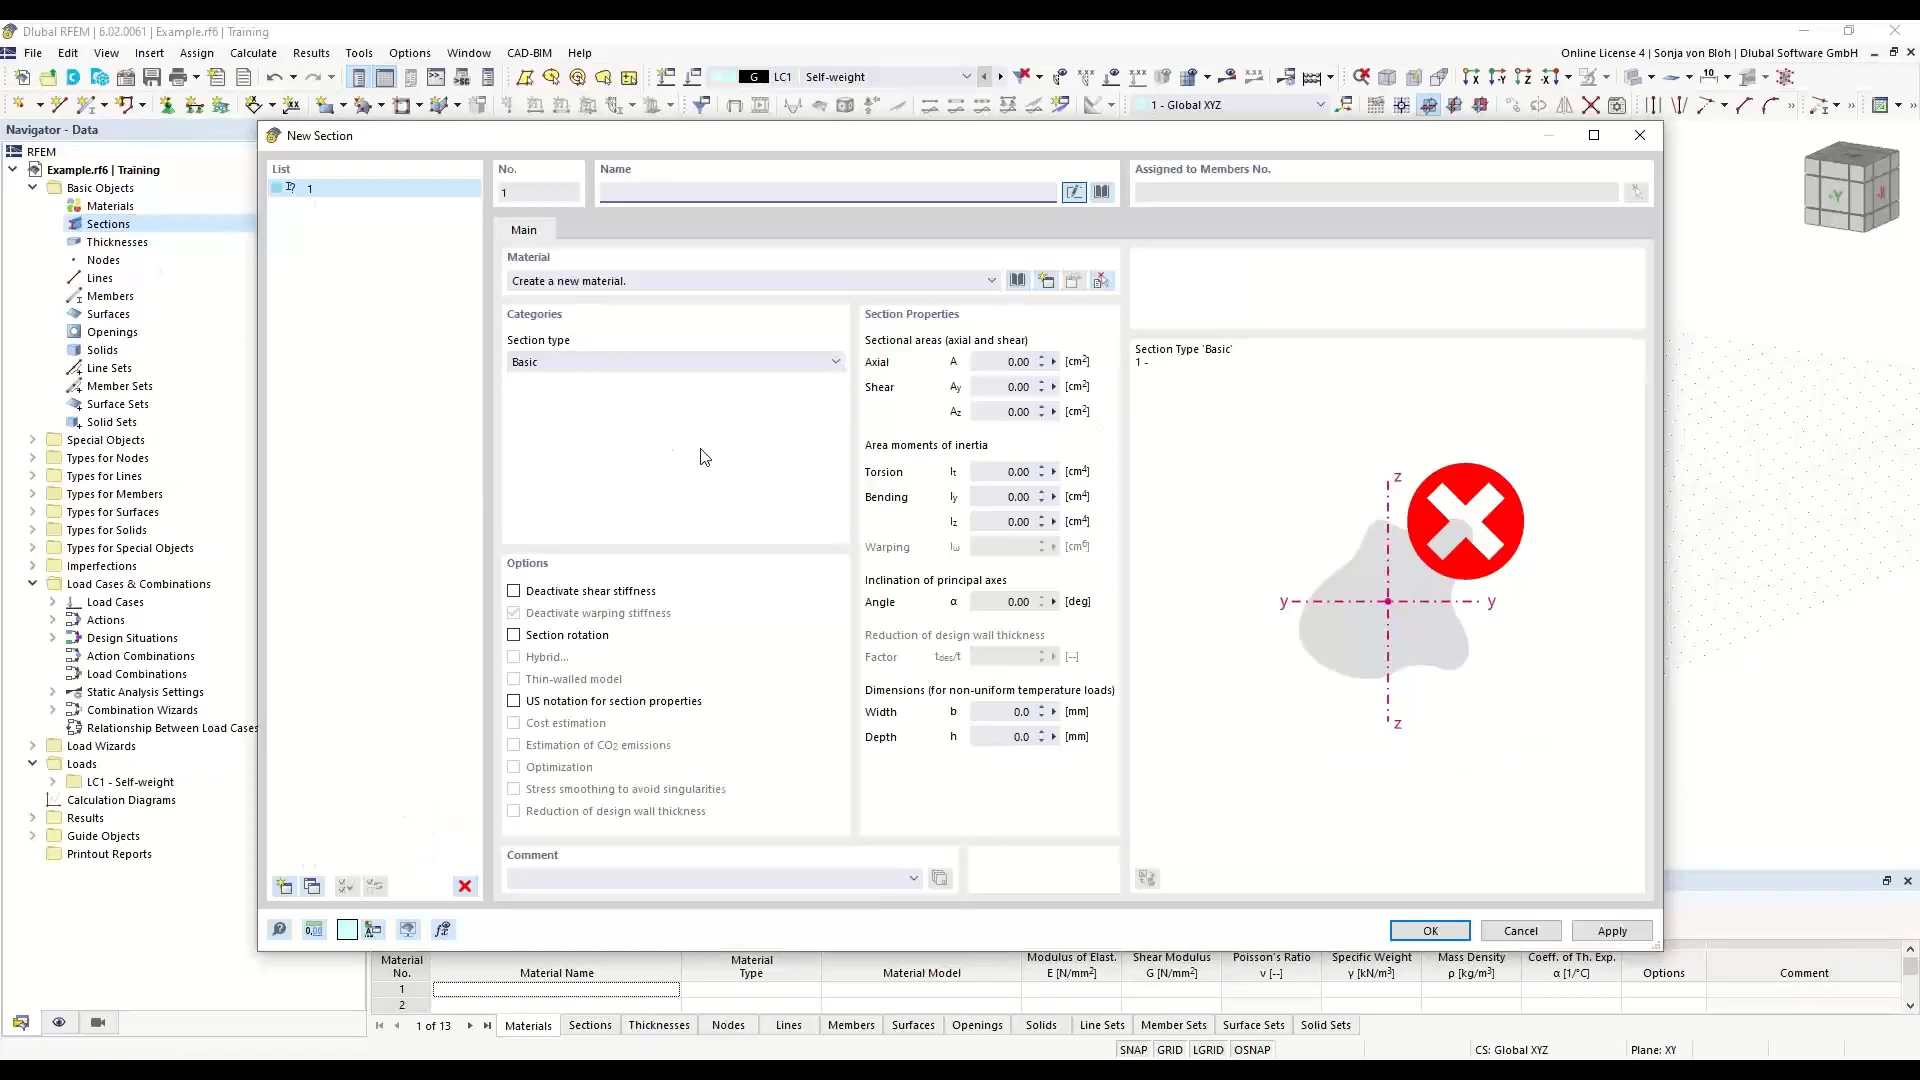 Dlubal RFEM | 6.02.0061 | Example.rf6 | Training
File Edit View Insert Assign Calculate Results Tools Options Window CAD-BIM Help
Online License 4 | Sonja von Bloh | Dlubal Software GmbH
G LC1 Self-weight
1 - Global XYZ
Navigator - Data
RFEM
Example.rf6 | Training
Basic Objects
Materials
Sections
Thicknesses
Nodes
Lines
Members
Surfaces
Openings
Solids
Line Sets
Member Sets
Surface Sets
Solid Sets
Special Objects
Types for Nodes
Types for Lines
Types for Members
Types for Surfaces
Types for Solids
Types for Special Objects
Imperfections
Load Cases & Combinations
Load Cases
Actions
Design Situations
Action Combinations
Load Combinations
Static Analysis Settings
Combination Wizards
Relationship Between Load Cases
Load Wizards
Loads
LC1 - Self-weight
Calculation Diagrams
Results
Guide Objects
Printout Reports
New Section
List
1
No.
1
Name
Assigned to Members No.
Main
Material
Create a new material.
Categories
Section type
Basic
Options
Deactivate shear stiffness
Deactivate warping stiffness
Section rotation
Hybrid...
Thin-walled model
US notation for section properties
Cost estimation
Estimation of CO2 emissions
Optimization
Stress smoothing to avoid singularities
Reduction of design wall thickness
Section Properties
Sectional areas (axial and shear)
Axial A 0.00 [cm2]
Shear Ay 0.00 [cm2]
Az 0.00 [cm2]
Area moments of inertia
Torsion It 0.00 [cm4]
Bending Iy 0.00 [cm4]
Iz 0.00 [cm4]
Warping Iω [cm6]
Inclination of principal axes
Angle α 0.00 [deg]
Reduction of design wall thickness
Factor tdes/t [--]
Dimensions (for non-uniform temperature loads)
Width b 0.0 [mm]
Depth h 0.0 [mm]
Comment
Section Type 'Basic'
1 -
z
y y
z
OK Cancel Apply
Material No. Material Name Material Type Material Model Modulus of Elast. E [N/mm2] Shear Modulus G [N/mm2] Poisson's Ratio ν [--] Specific Weight γ [kN/m3] Mass Density ρ [kg/m3] Coeff. of Th. Exp. α [1/°C] Options Comment
1
2
1 of 13 Materials Sections Thicknesses Nodes Lines Members Surfaces Openings Solids Line Sets Member Sets Surface Sets Solid Sets
SNAP GRID LGRID OSNAP CS: Global XYZ Plane: XY